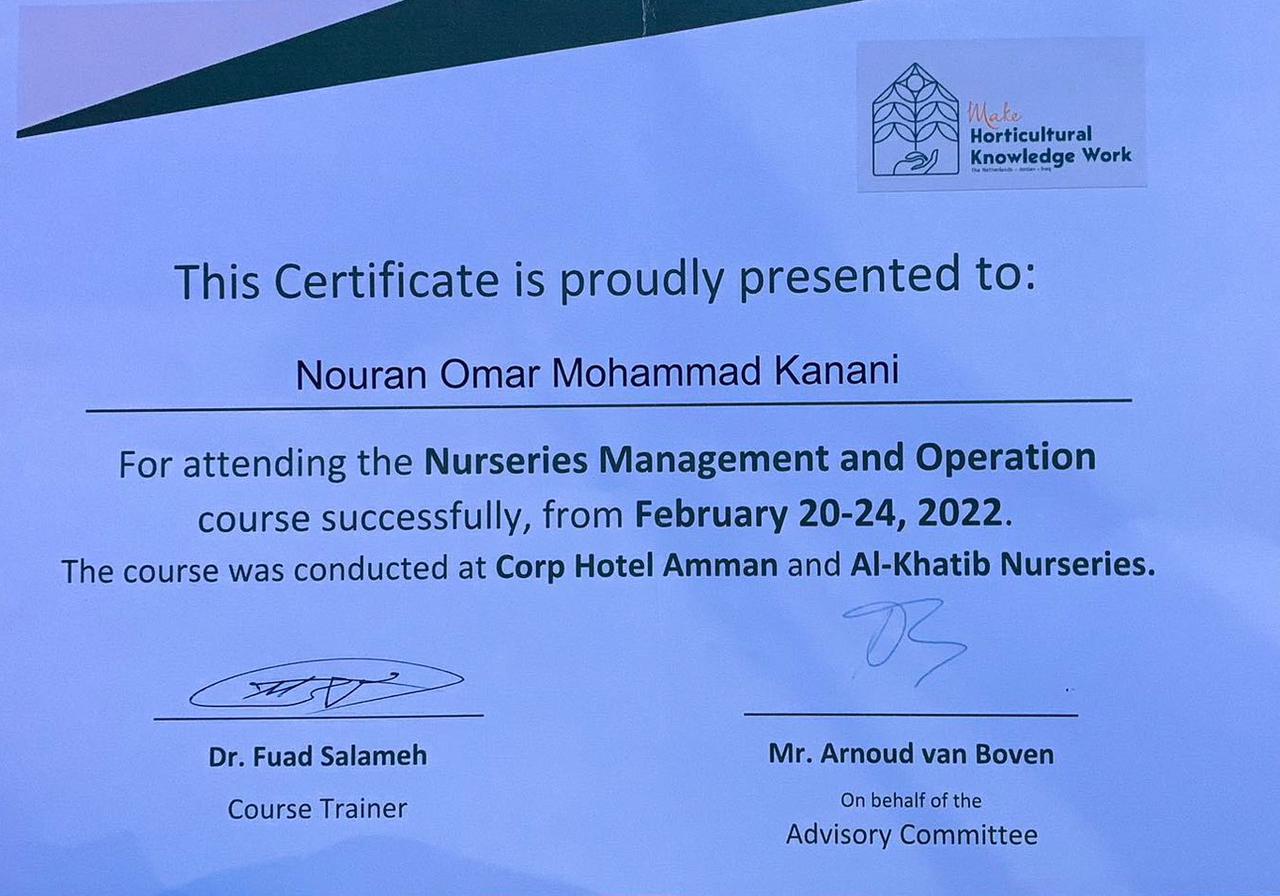 Make
Horticultural
Knowledge Work
The Netherlands - Jordan - Iraq
This Certificate is proudly presented to:
Nouran Omar Mohammad Kanani
For attending the Nurseries Management and Operation
course successfully, from February 20-24, 2022.
The course was conducted at Corp Hotel Amman and Al-Khatib Nurseries.
Dr. Fuad Salameh
Course Trainer
Mr. Arnoud van Boven
On behalf of the
Advisory Committee